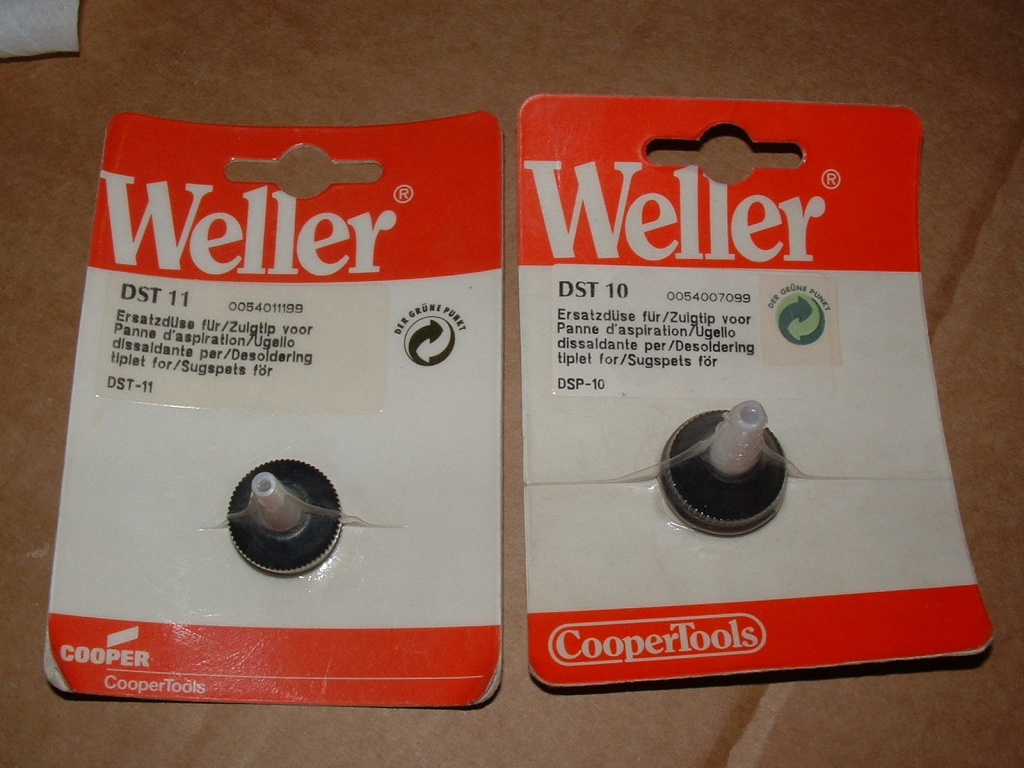 Weller®
DST 11 0054011199
Ersatzdüse für/Zuigtip voor
Panne d'aspiration/Ugello
dissaldante per/Desoldering
tiplet for/Sugspets för
DST-11
DER GRÜNE PUNKT
COOPER
CooperTools
Weller®
DST 10 0054007099
Ersatzdüse für/Zuigtip voor
Panne d'aspiration/Ugello
dissaldante per/Desoldering
tiplet for/Sugspets för
DSP-10
DER GRÜNE PUNKT
CooperTools